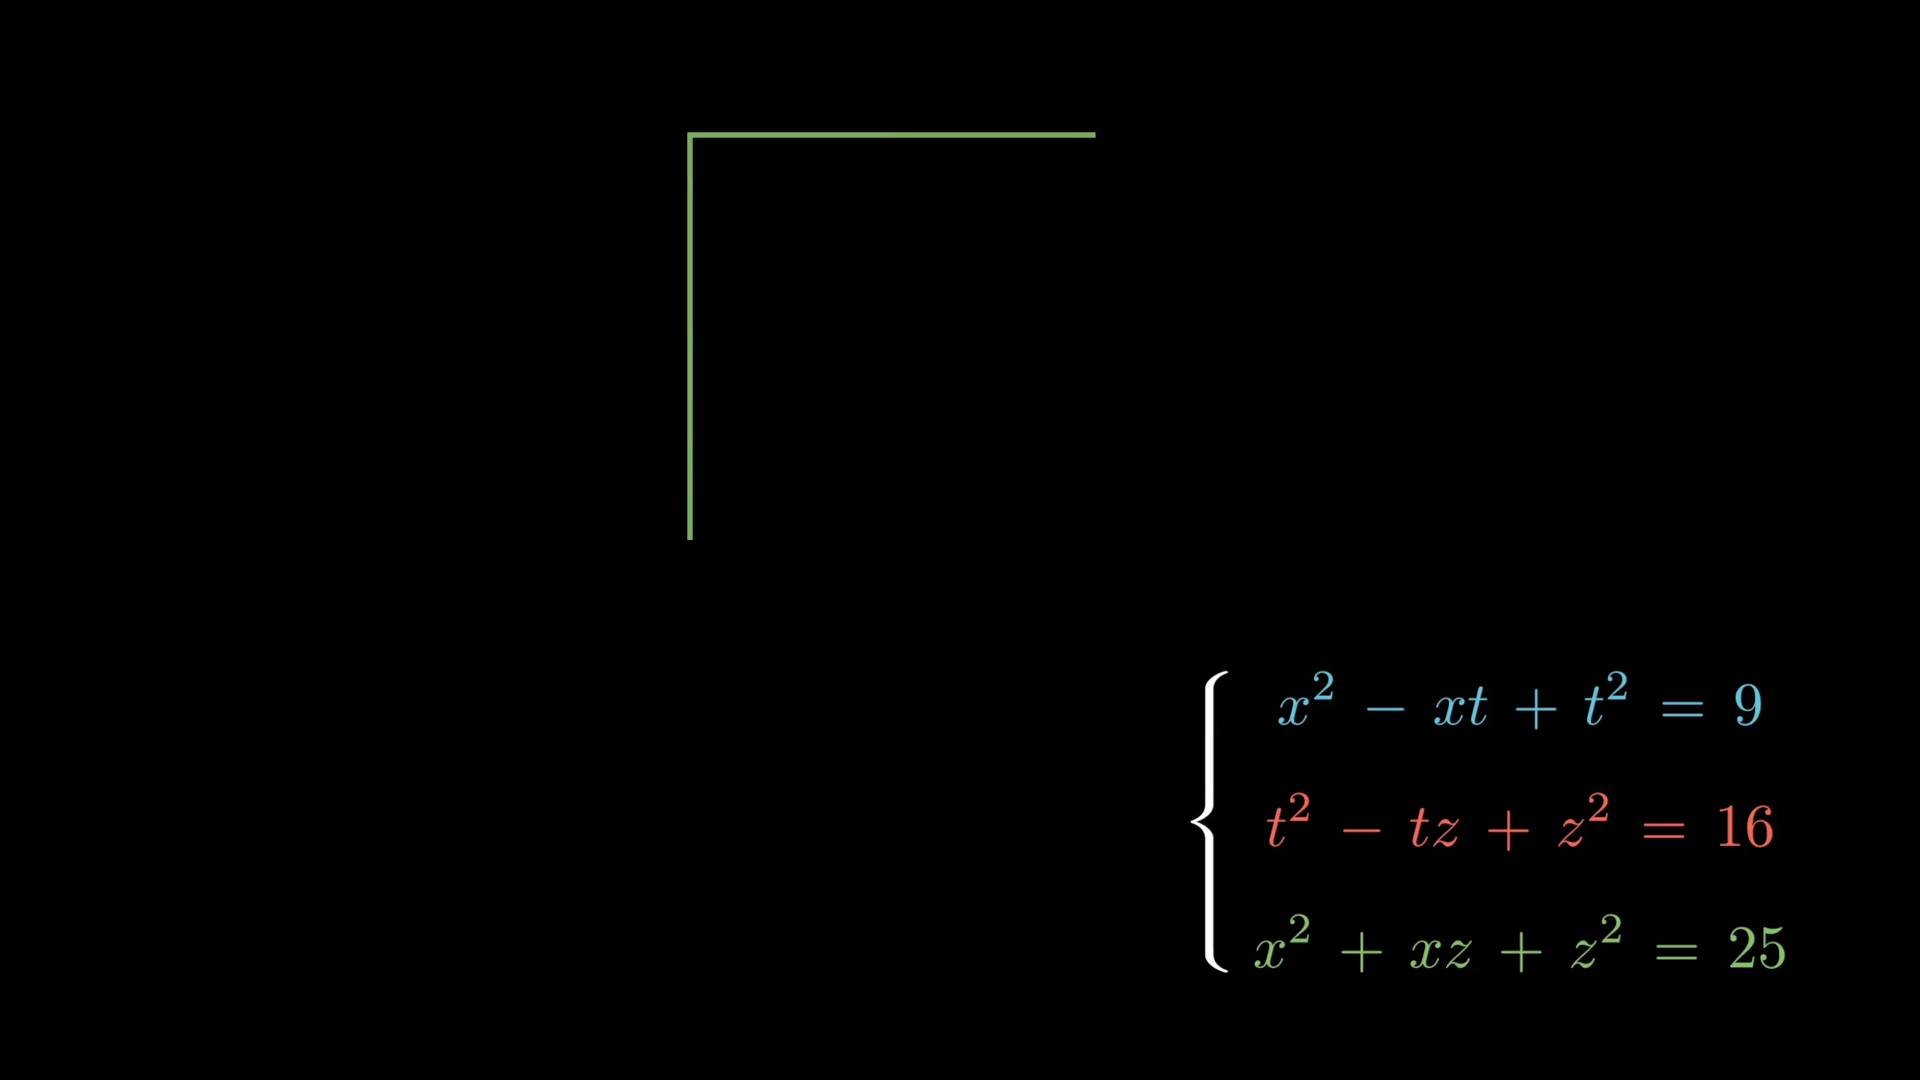 x² − xt + t² = 9
t² − tz + z² = 16
x² + xz + z² = 25